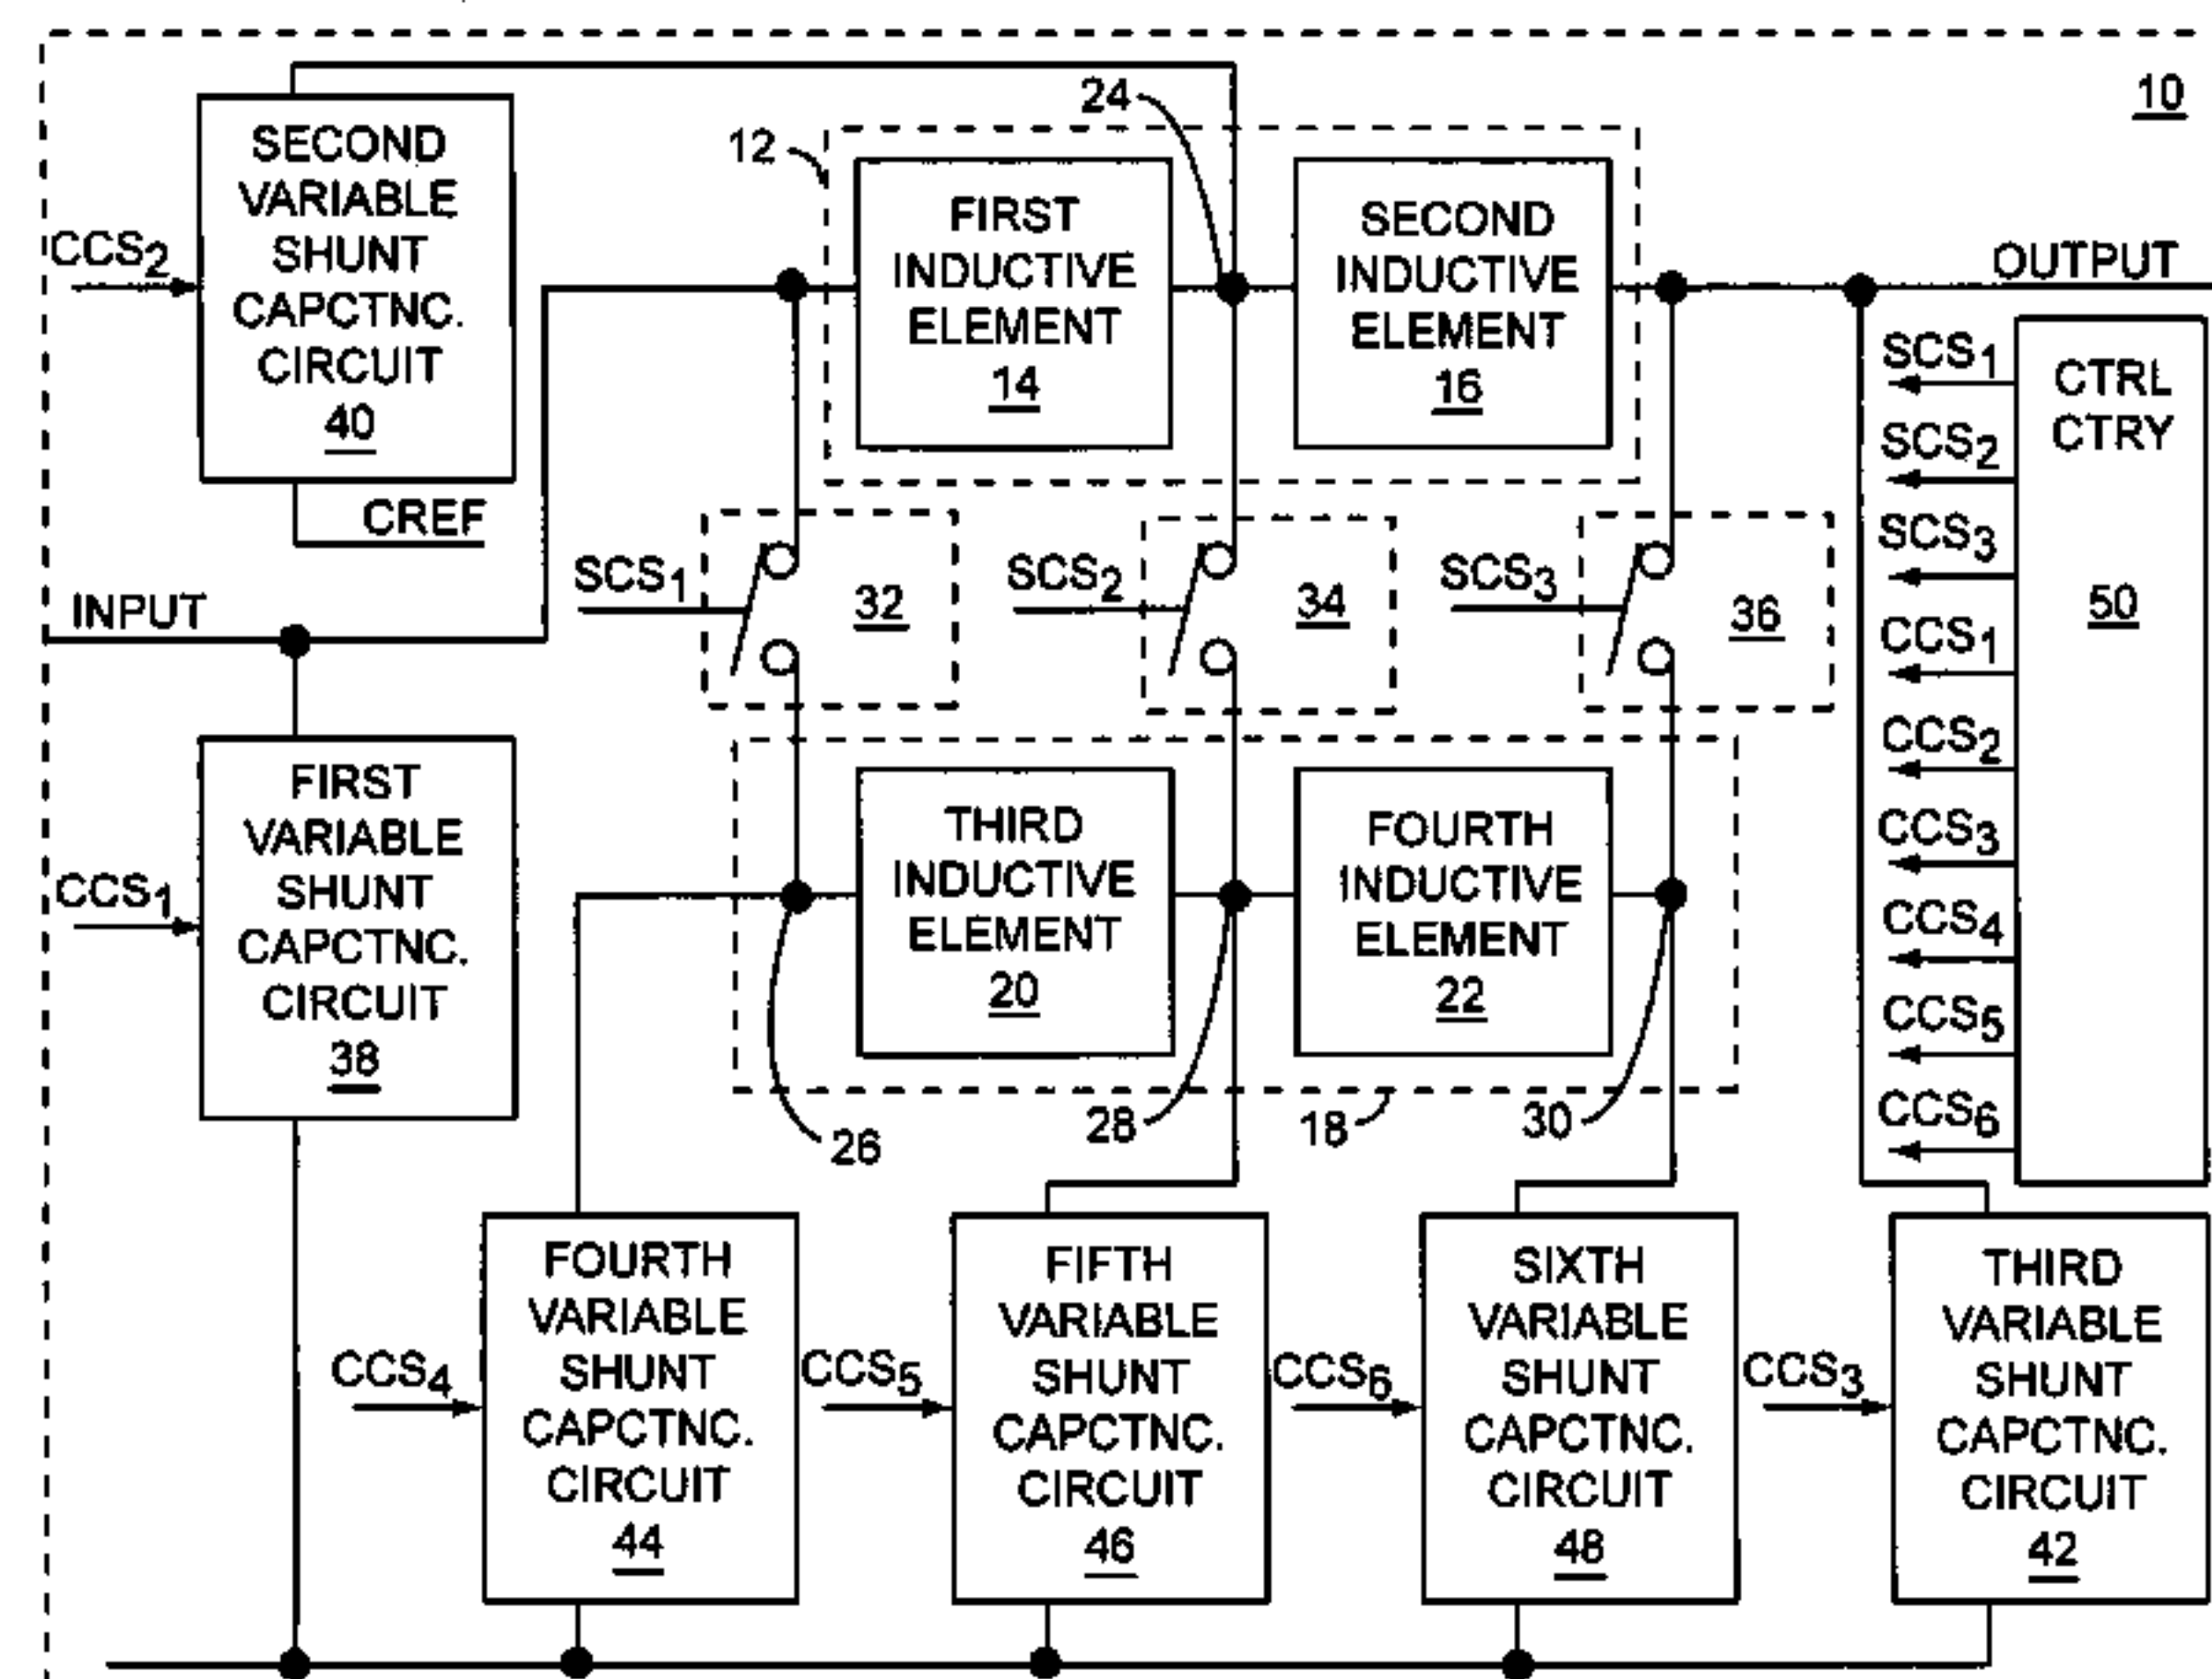 10
24
12
SECOND
VARIABLE
SHUNT
CAPCTNC.
CIRCUIT
40
CCS2
CREF
FIRST
INDUCTIVE
ELEMENT
14
SECOND
INDUCTIVE
ELEMENT
16
OUTPUT
CTRL
CTRY
50
SCS1
SCS2
SCS3
CCS1
CCS2
CCS3
CCS4
CCS5
CCS6
INPUT
SCS1
32
SCS2
34
SCS3
36
FIRST
VARIABLE
SHUNT
CAPCTNC.
CIRCUIT
38
CCS1
THIRD
INDUCTIVE
ELEMENT
20
FOURTH
INDUCTIVE
ELEMENT
22
26
28
18
30
CCS4
FOURTH
VARIABLE
SHUNT
CAPCTNC.
CIRCUIT
44
CCS5
FIFTH
VARIABLE
SHUNT
CAPCTNC.
CIRCUIT
46
CCS6
SIXTH
VARIABLE
SHUNT
CAPCTNC.
CIRCUIT
48
CCS3
THIRD
VARIABLE
SHUNT
CAPCTNC.
CIRCUIT
42